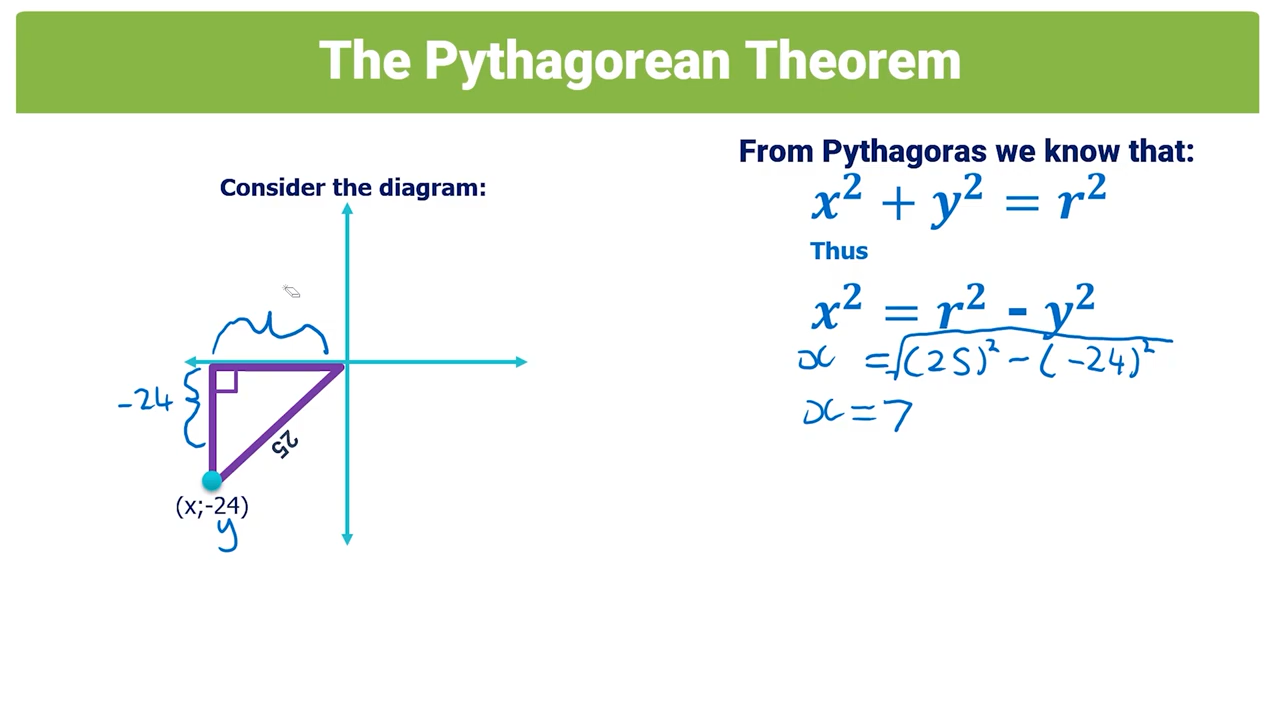 The Pythagorean Theorem
Consider the diagram:
-24
25
(x;-24)
y
From Pythagoras we know that:
x² + y² = r²
Thus
x² = r² - y²
x = √(25)² - (-24)²
x = 7